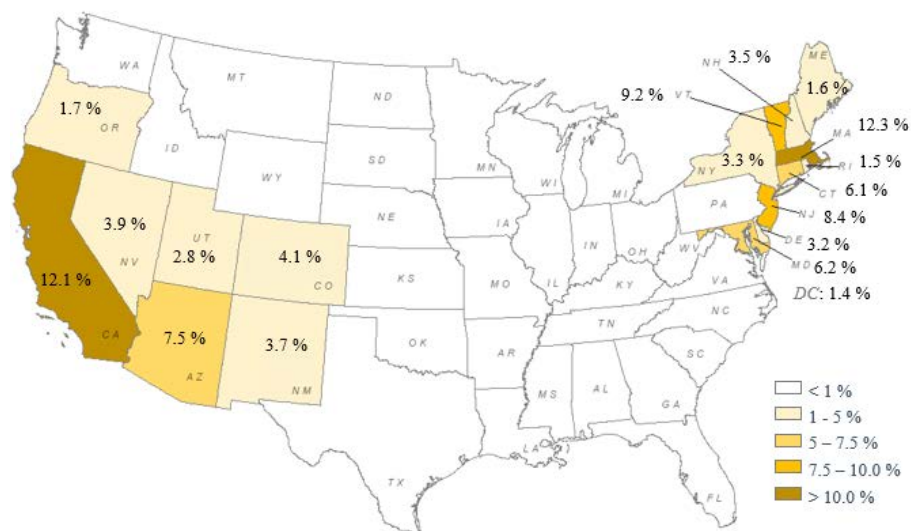 NH 3.5 %
ME
WA
MT
ND
9.2 %
VT
1.6 %
1.7 %
OR
MA 12.3 %
ID
MN
SD
WI
3.3 %
NY
RI 1.5 %
WY
MI
CT 6.1 %
PA
3.9 %
NV
UT
2.8 %
4.1 %
CO
NE
IA
IL
IN
OH
NJ 8.4 %
DE 3.2 %
MD 6.2 %
12.1 %
CA
KS
MO
WV
KY
VA
DC: 1.4 %
7.5 %
AZ
3.7 %
NM
OK
AR
TN
NC
SC
MS
AL
GA
TX
LA
FL
< 1 %
1 - 5 %
5 – 7.5 %
7.5 – 10.0 %
> 10.0 %